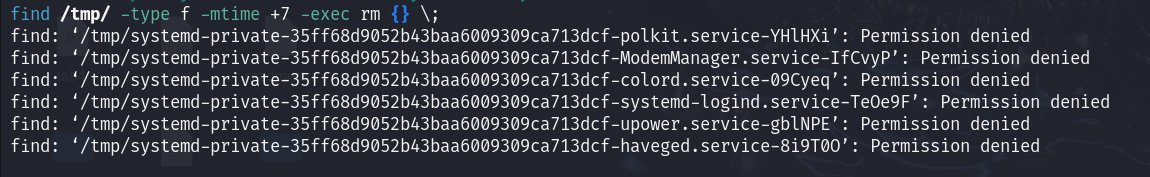 find /tmp/ -type f -mtime +7 -exec rm {} \;
find: ‘/tmp/systemd-private-35ff68d9052b43baa6009309ca713dcf-polkit.service-YHlHXi’: Permission denied
find: ‘/tmp/systemd-private-35ff68d9052b43baa6009309ca713dcf-ModemManager.service-IfCvyP’: Permission denied
find: ‘/tmp/systemd-private-35ff68d9052b43baa6009309ca713dcf-colord.service-09Cyeq’: Permission denied
find: ‘/tmp/systemd-private-35ff68d9052b43baa6009309ca713dcf-systemd-logind.service-TeOe9F’: Permission denied
find: ‘/tmp/systemd-private-35ff68d9052b43baa6009309ca713dcf-upower.service-gblNPE’: Permission denied
find: ‘/tmp/systemd-private-35ff68d9052b43baa6009309ca713dcf-haveged.service-8i9T0O’: Permission denied